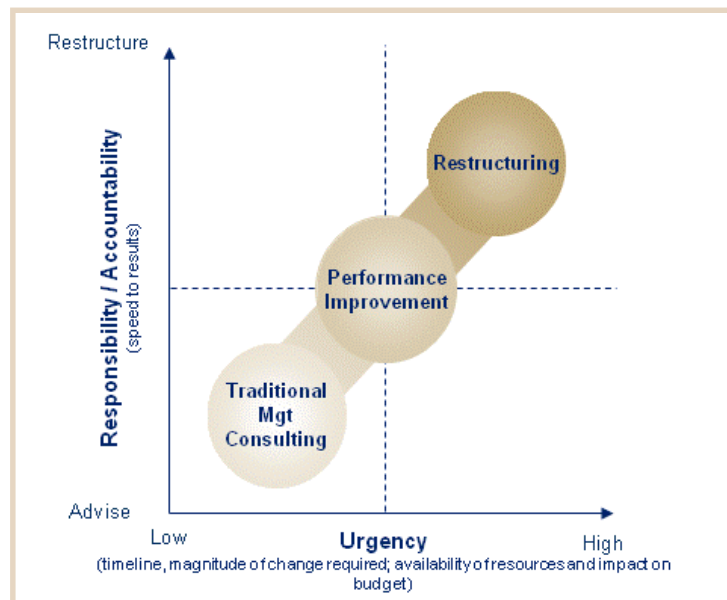 Restructure
Responsibility / Accountability
(speed to results)
Restructuring
Performance
Improvement
Traditional
Mgt
Consulting
Advise
Low
Urgency
High
(timeline, magnitude of change required; availability of resources and impact on
budget)